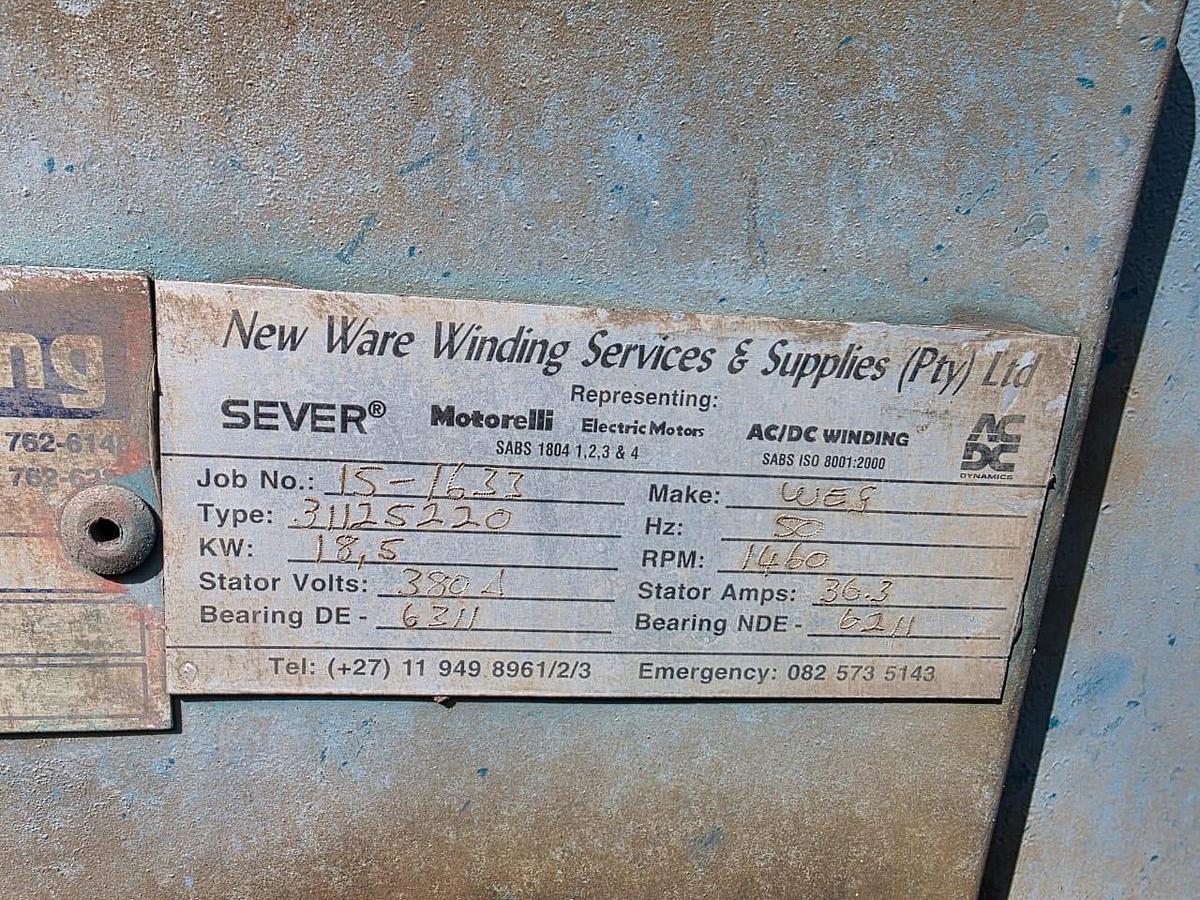 ng
762-614
762-62
New Ware Winding Services & Supplies (Pty) Ltd
Representing:
SEVER® Motorelli Electric Motors AC/DC WINDING AC DC DYNAMICS
SABS 1804 1,2,3 & 4 SABS ISO 8001:2000
Job No.: 15-1633 Make: WEG
Type: 31125220 Hz: 50
KW: 18,5 RPM: 1460
Stator Volts: 380 Δ Stator Amps: 36.3
Bearing DE - 6311 Bearing NDE - 6211
Tel: (+27) 11 949 8961/2/3 Emergency: 082 573 5143